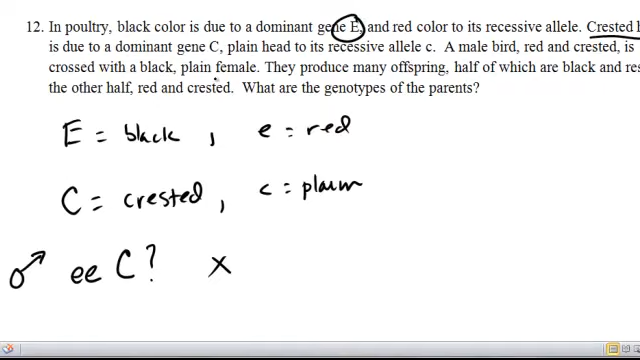 12. In poultry, black color is due to a dominant gene E, and red color to its recessive allele. Crested
is due to a dominant gene C, plain head to its recessive allele c. A male bird, red and crested, is
crossed with a black, plain female. They produce many offspring, half of which are black and
the other half, red and crested. What are the genotypes of the parents?
E = black , e = red
C = crested , c = plain
♂ ee C? x